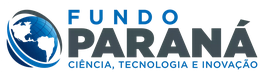 FUNDO
PARANÁ
CIÊNCIA, TECNOLOGIA E INOVAÇÃO